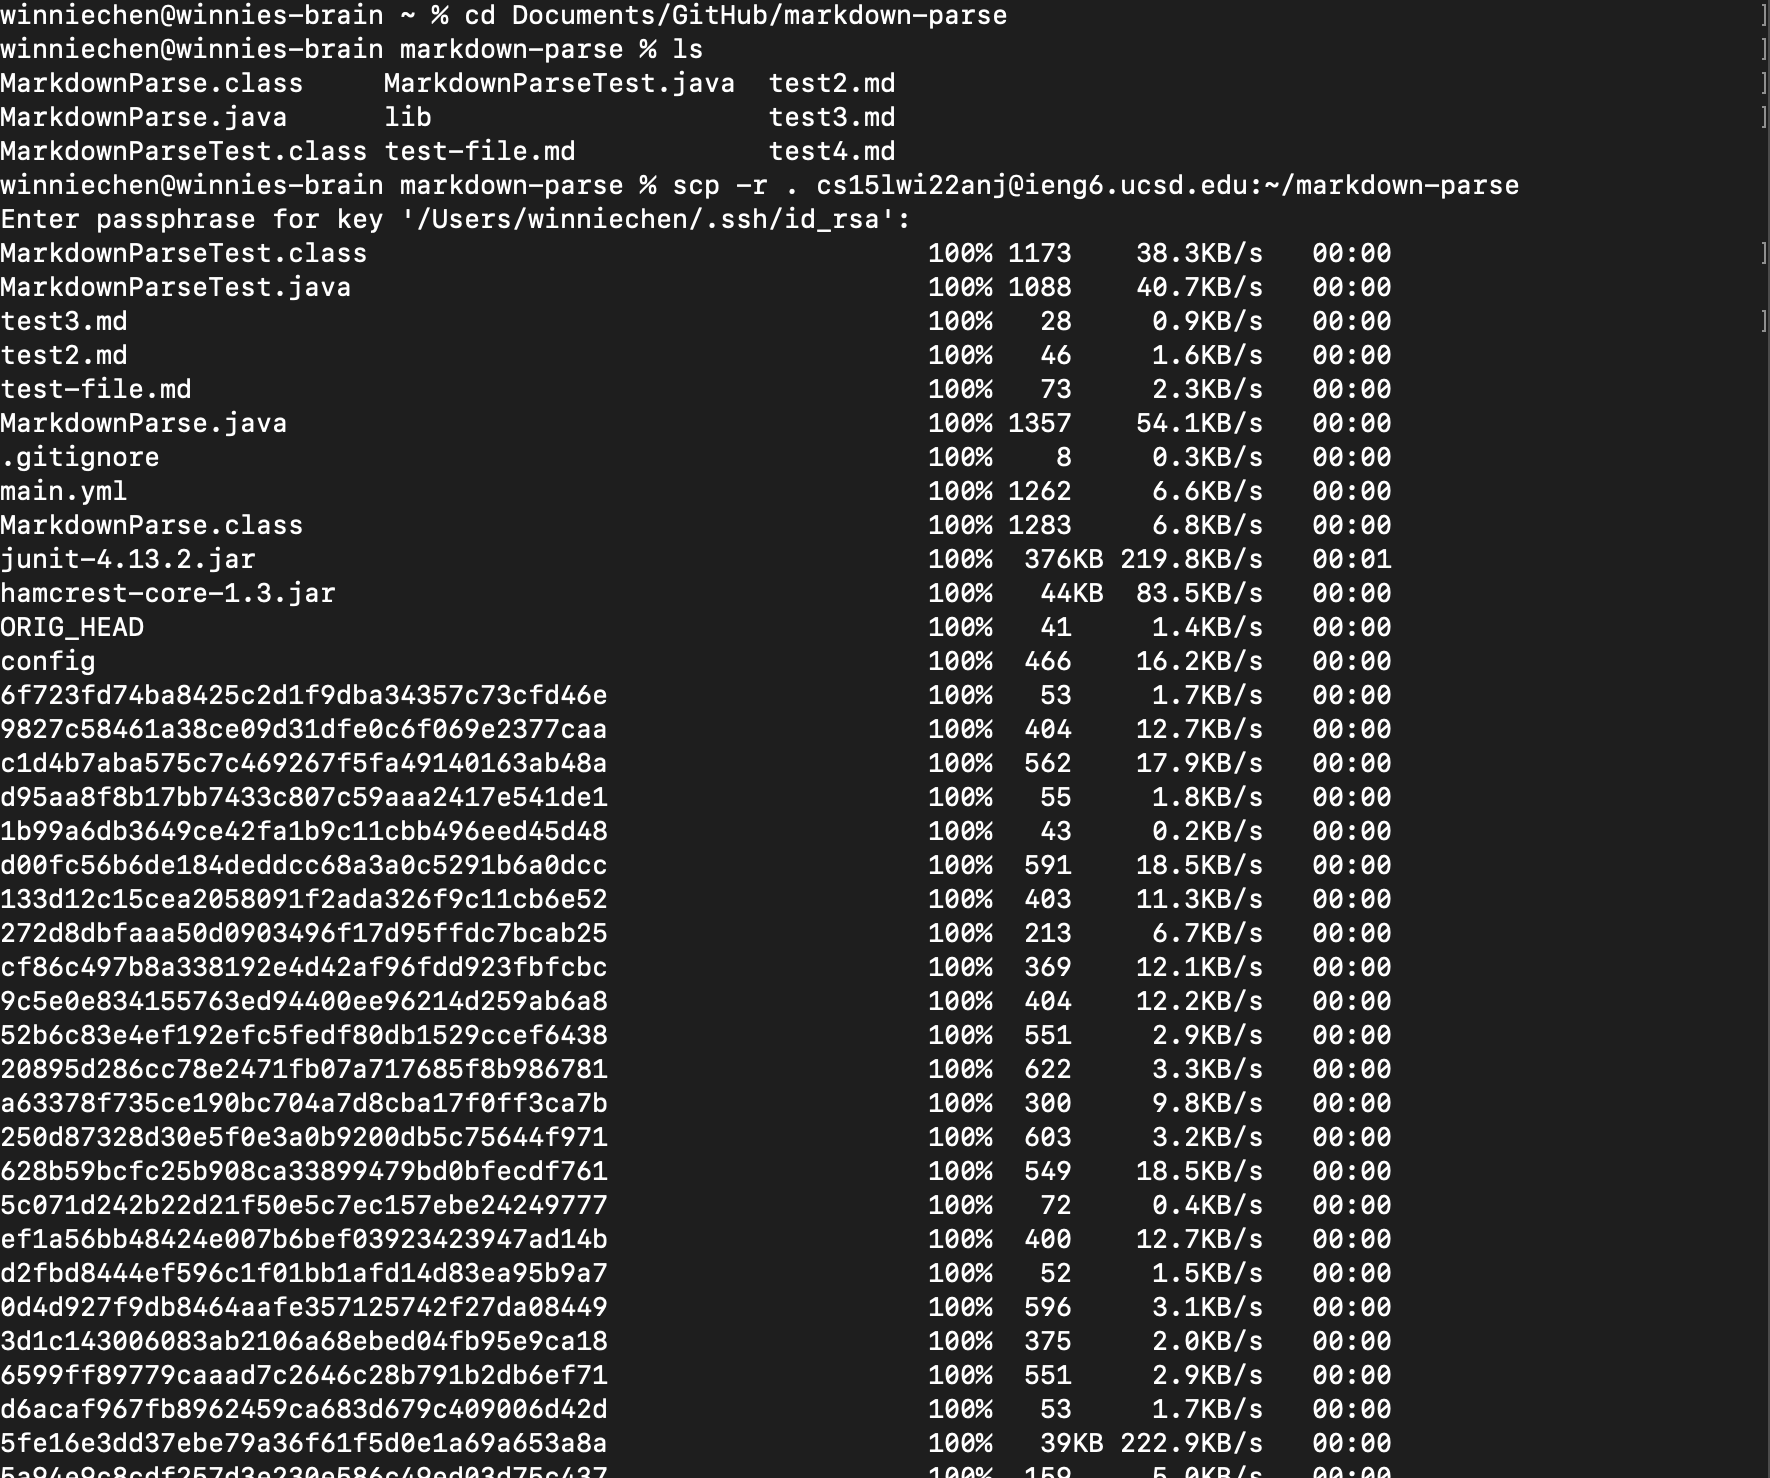 winniechen@winnies-brain ~ % cd Documents/GitHub/markdown-parse
winniechen@winnies-brain markdown-parse % ls
MarkdownParse.class     MarkdownParseTest.java  test2.md
MarkdownParse.java      lib                     test3.md
MarkdownParseTest.class test-file.md            test4.md
winniechen@winnies-brain markdown-parse % scp -r . cs15lwi22anj@ieng6.ucsd.edu:~/markdown-parse
Enter passphrase for key '/Users/winniechen/.ssh/id_rsa':
MarkdownParseTest.class 100% 1173 38.3KB/s 00:00
MarkdownParseTest.java 100% 1088 40.7KB/s 00:00
test3.md 100% 28 0.9KB/s 00:00
test2.md 100% 46 1.6KB/s 00:00
test-file.md 100% 73 2.3KB/s 00:00
MarkdownParse.java 100% 1357 54.1KB/s 00:00
.gitignore 100% 8 0.3KB/s 00:00
main.yml 100% 1262 6.6KB/s 00:00
MarkdownParse.class 100% 1283 6.8KB/s 00:00
junit-4.13.2.jar 100% 376KB 219.8KB/s 00:01
hamcrest-core-1.3.jar 100% 44KB 83.5KB/s 00:00
ORIG_HEAD 100% 41 1.4KB/s 00:00
config 100% 466 16.2KB/s 00:00
6f723fd74ba8425c2d1f9dba34357c73cfd46e 100% 53 1.7KB/s 00:00
9827c58461a38ce09d31dfe0c6f069e2377caa 100% 404 12.7KB/s 00:00
c1d4b7aba575c7c469267f5fa49140163ab48a 100% 562 17.9KB/s 00:00
d95aa8f8b17bb7433c807c59aaa2417e541de1 100% 55 1.8KB/s 00:00
1b99a6db3649ce42fa1b9c11cbb496eed45d48 100% 43 0.2KB/s 00:00
d00fc56b6de184deddcc68a3a0c5291b6a0dcc 100% 591 18.5KB/s 00:00
133d12c15cea2058091f2ada326f9c11cb6e52 100% 403 11.3KB/s 00:00
272d8dbfaaa50d0903496f17d95ffdc7bcab25 100% 213 6.7KB/s 00:00
cf86c497b8a338192e4d42af96fdd923fbfcbc 100% 369 12.1KB/s 00:00
9c5e0e834155763ed94400ee96214d259ab6a8 100% 404 12.2KB/s 00:00
52b6c83e4ef192efc5fedf80db1529ccef6438 100% 551 2.9KB/s 00:00
20895d286cc78e2471fb07a717685f8b986781 100% 622 3.3KB/s 00:00
a63378f735ce190bc704a7d8cba17f0ff3ca7b 100% 300 9.8KB/s 00:00
250d87328d30e5f0e3a0b9200db5c75644f971 100% 603 3.2KB/s 00:00
628b59bcfc25b908ca33899479bd0bfecdf761 100% 549 18.5KB/s 00:00
5c071d242b22d21f50e5c7ec157ebe24249777 100% 72 0.4KB/s 00:00
ef1a56bb48424e007b6bef03923423947ad14b 100% 400 12.7KB/s 00:00
d2fbd8444ef596c1f01bb1afd14d83ea95b9a7 100% 52 1.5KB/s 00:00
0d4d927f9db8464aafe357125742f27da08449 100% 596 3.1KB/s 00:00
3d1c143006083ab2106a68ebed04fb95e9ca18 100% 375 2.0KB/s 00:00
6599ff89779caaad7c2646c28b791b2db6ef71 100% 551 2.9KB/s 00:00
d6acaf967fb8962459ca683d679c409006d42d 100% 53 1.7KB/s 00:00
5fe16e3dd37ebe79a36f61f5d0e1a69a653a8a 100% 39KB 222.9KB/s 00:00
100% 159 5.0KB/s 00:00